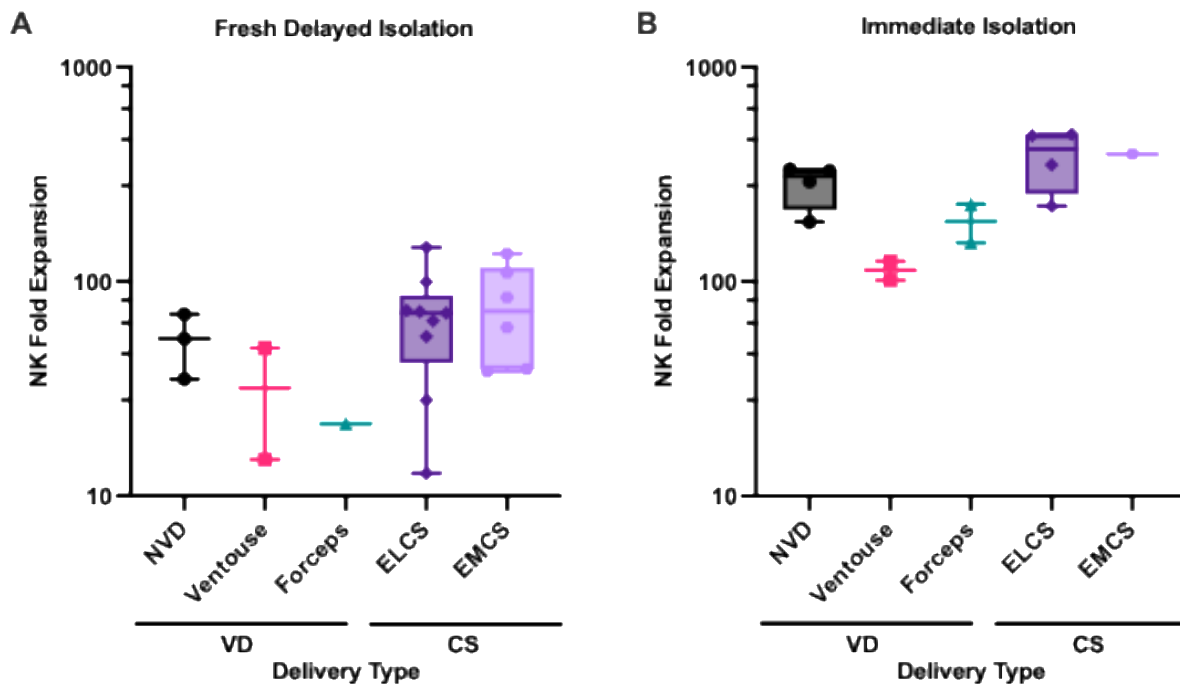 A
Fresh Delayed Isolation
NK Fold Expansion
1000
100
10
NVD
Ventouse
Forceps
ELCS
EMCS
VD
CS
Delivery Type
B
Immediate Isolation
NK Fold Expansion
1000
100
10
NVD
Ventouse
Forceps
ELCS
EMCS
VD
CS
Delivery Type